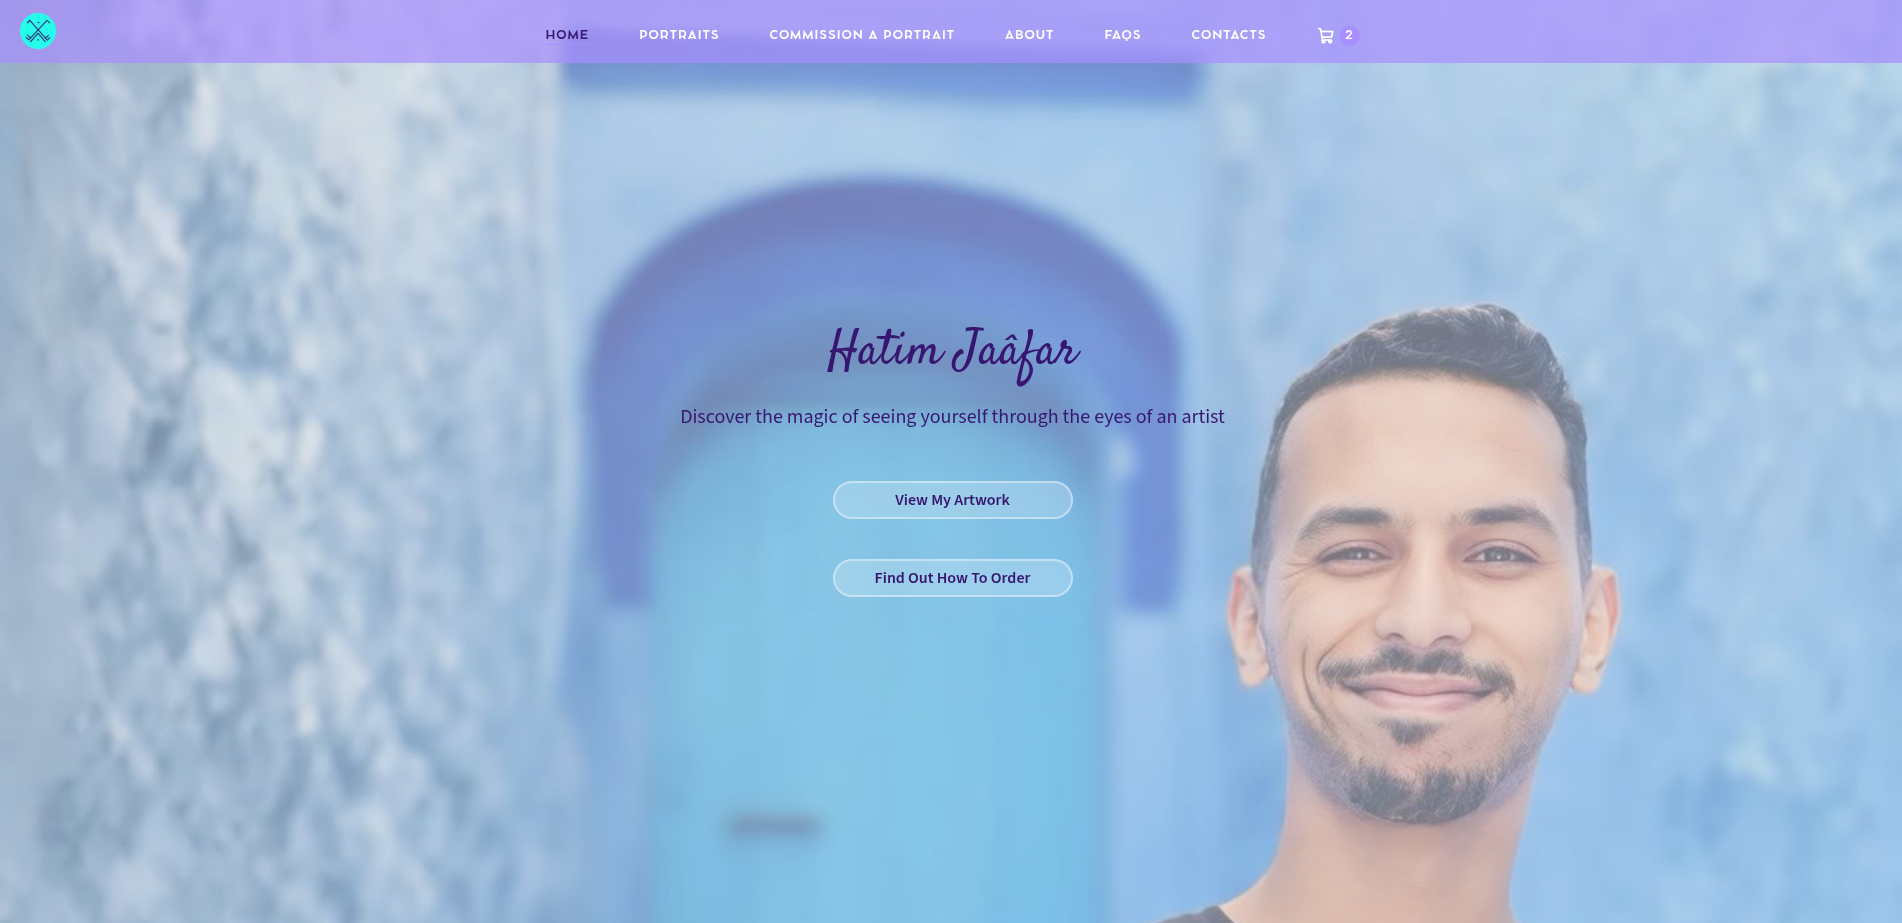 HOME PORTRAITS COMMISSION A PORTRAIT ABOUT FAQS CONTACTS 2
Hatim Jaâfar
Discover the magic of seeing yourself through the eyes of an artist
View My Artwork
Find Out How To Order